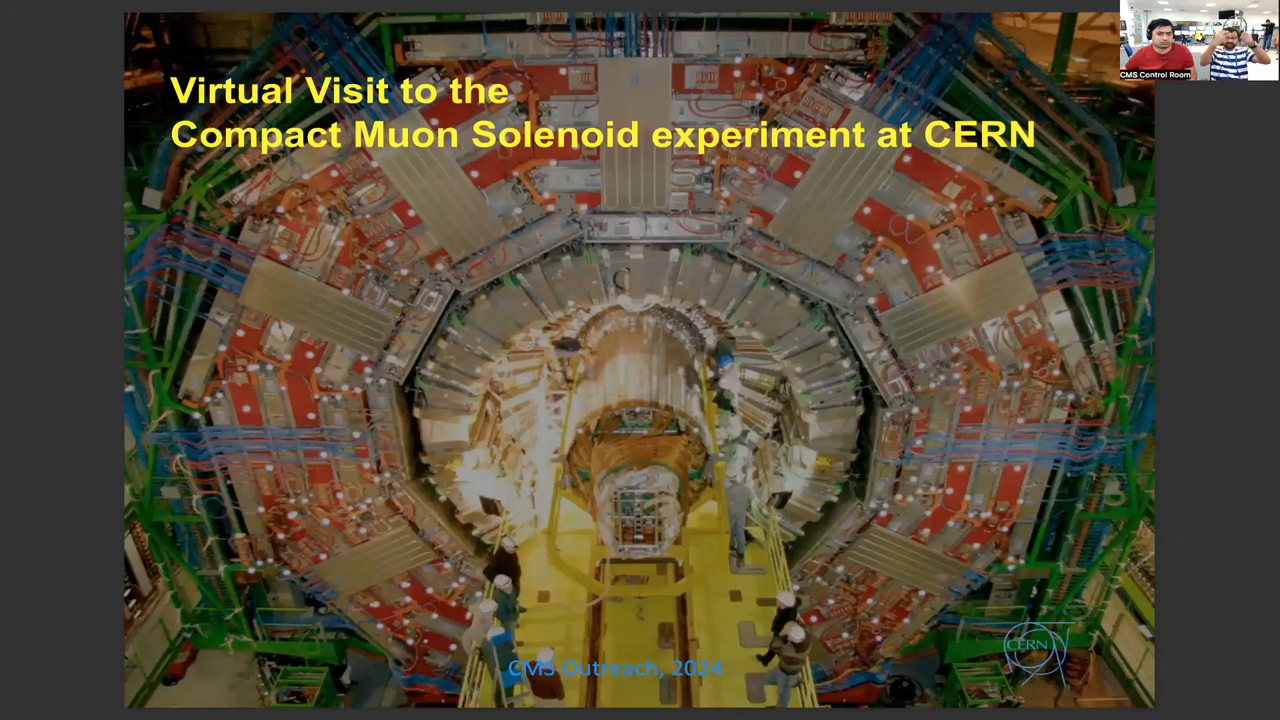 Virtual Visit to the
Compact Muon Solenoid experiment at CERN
CMS Control Room
CERN
CMS Outreach, 2024